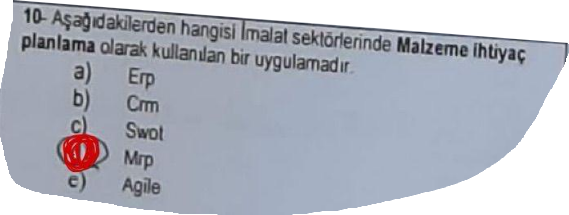 10- Aşağıdakilerden hangisi İmalat sektörlerinde Malzeme ihtiyaç
planlama olarak kullanılan bir uygulamadır.
a) Erp
b) Crm
c) Swot
Mrp
e) Agile